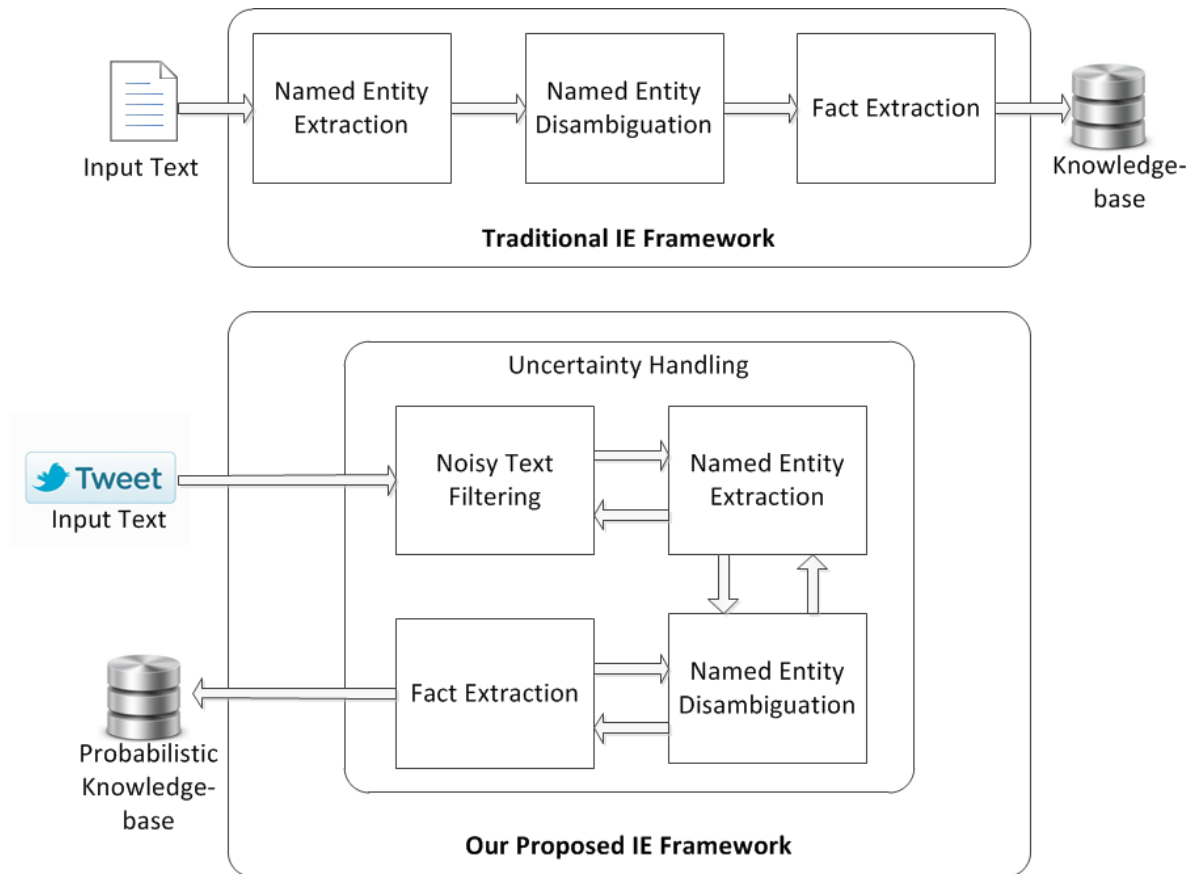 Named Entity
Extraction
Named Entity
Disambiguation
Fact Extraction
Input Text
Knowledge-
base
Traditional IE Framework
Uncertainty Handling
Noisy Text
Filtering
Named Entity
Extraction
Tweet
Input Text
Fact Extraction
Named Entity
Disambiguation
Probabilistic
Knowledge-
base
Our Proposed IE Framework